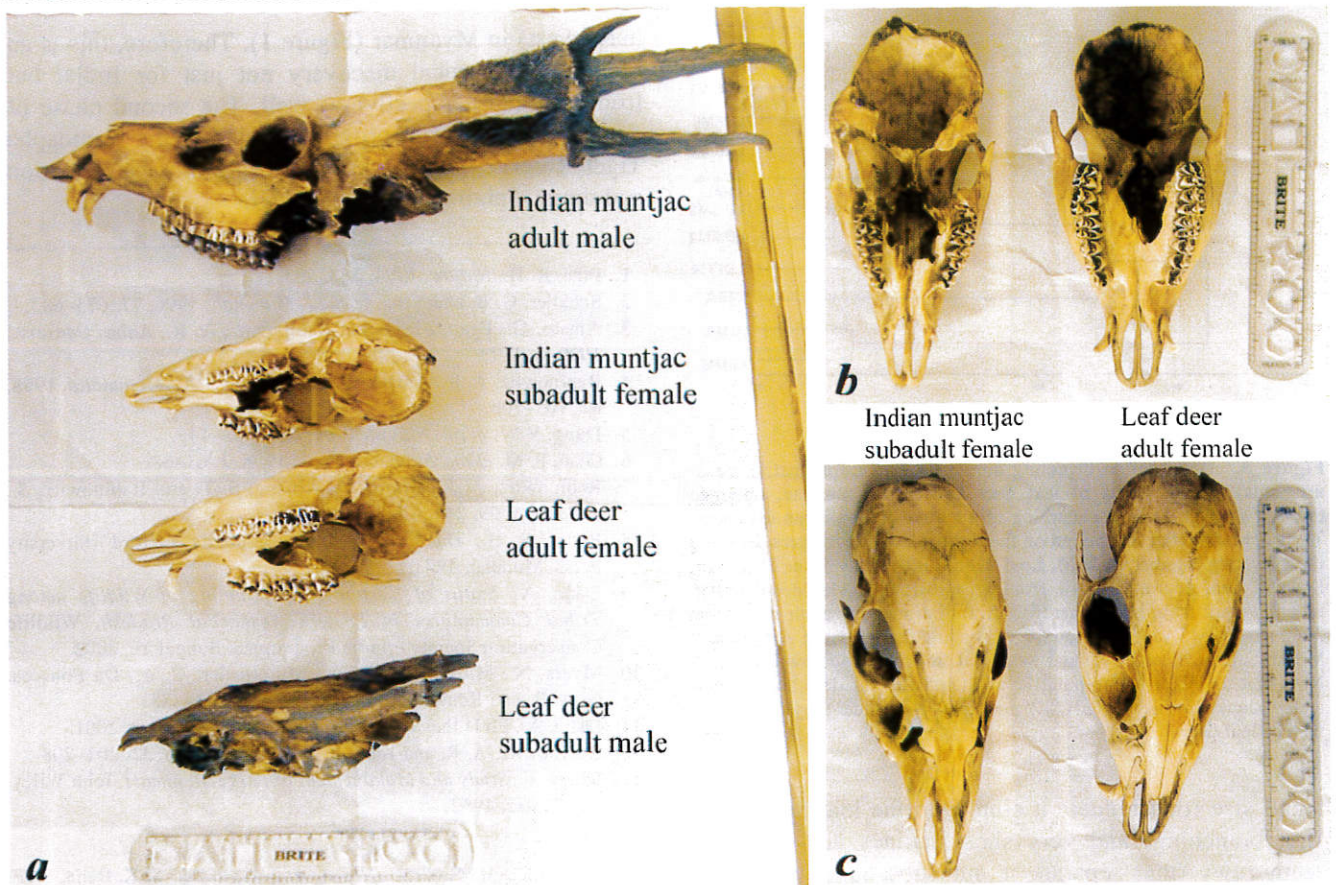 Indian muntjac
adult male
Indian muntjac
subadult female
Leaf deer
adult female
Leaf deer
subadult male
BRITE
a
BRITE
b
Indian muntjac
subadult female
Leaf deer
adult female
BRITE
c